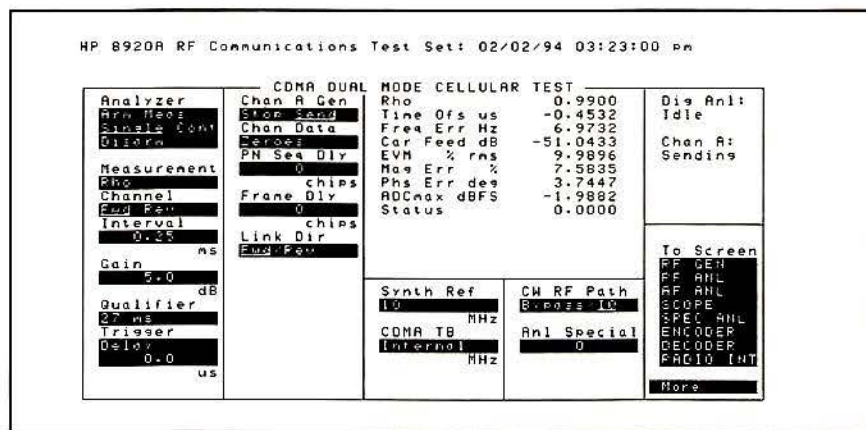 HP 8920A RF Communications Test Set: 02/02/94 03:23:00 pm
CDMA DUAL MODE CELLULAR TEST
Analyzer
Arm Meas
Single Cont
Disarm
Measurement
Rho
Channel
Fwd Rev
Interval
0.25
ms
Gain
5.0
dB
Qualifier
27 ms
Trigger
Delay
0.0
us
Chan A Gen
Stop Send
Chan Data
Zeroes
PN Seq Dly
0
chips
Frame Dly
0
chips
Link Dir
Fwd/Rev
Rho 0.9900
Time Ofs us -0.4532
Freq Err Hz 6.9732
Car Feed dB -51.0433
EVM % rms 9.9896
Mag Err % 7.5835
Phs Err deg 3.7447
ADCmax dBFS -1.9882
Status 0.0000
Synth Ref
10
MHz
CDMA TB
Internal
MHz
CW RF Path
Bypass/IQ
Anl Special
0
Dig Anl:
Idle
Chan A:
Sending
To Screen
RF GEN
RF ANL
AF ANL
SCOPE
SPEC ANL
ENCODER
DECODER
RADIO INT
More